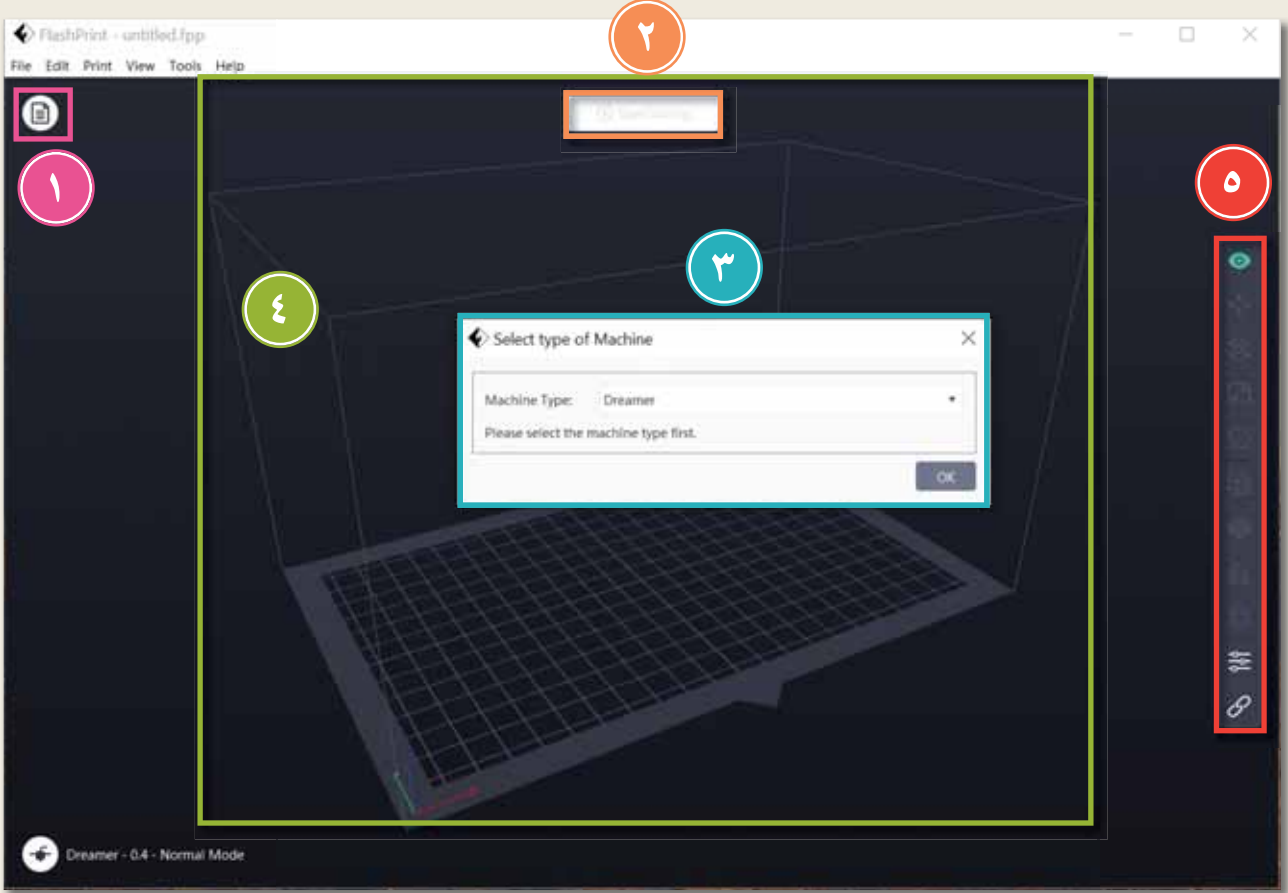 FlashPrint - untitled.fpp
٢
File Edit Print View Tools Help
١
٥
٣
٤
Select type of Machine
Machine Type: Dreamer
Please select the machine type first.
OK
Dreamer - 0.4 - Normal Mode